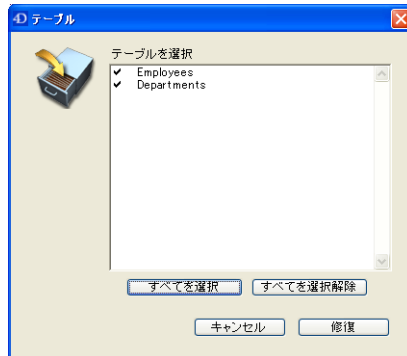 4D テーブル
テーブルを選択
✔ Employees
✔ Departments
すべてを選択 すべてを選択解除
キャンセル 修復